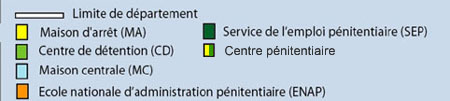 Limite de département
Maison d'arrêt (MA)
Service de l'emploi pénitentiaire (SEP)
Centre de détention (CD)
Centre pénitentiaire
Maison centrale (MC)
Ecole nationale d'administration pénitentiaire (ENAP)